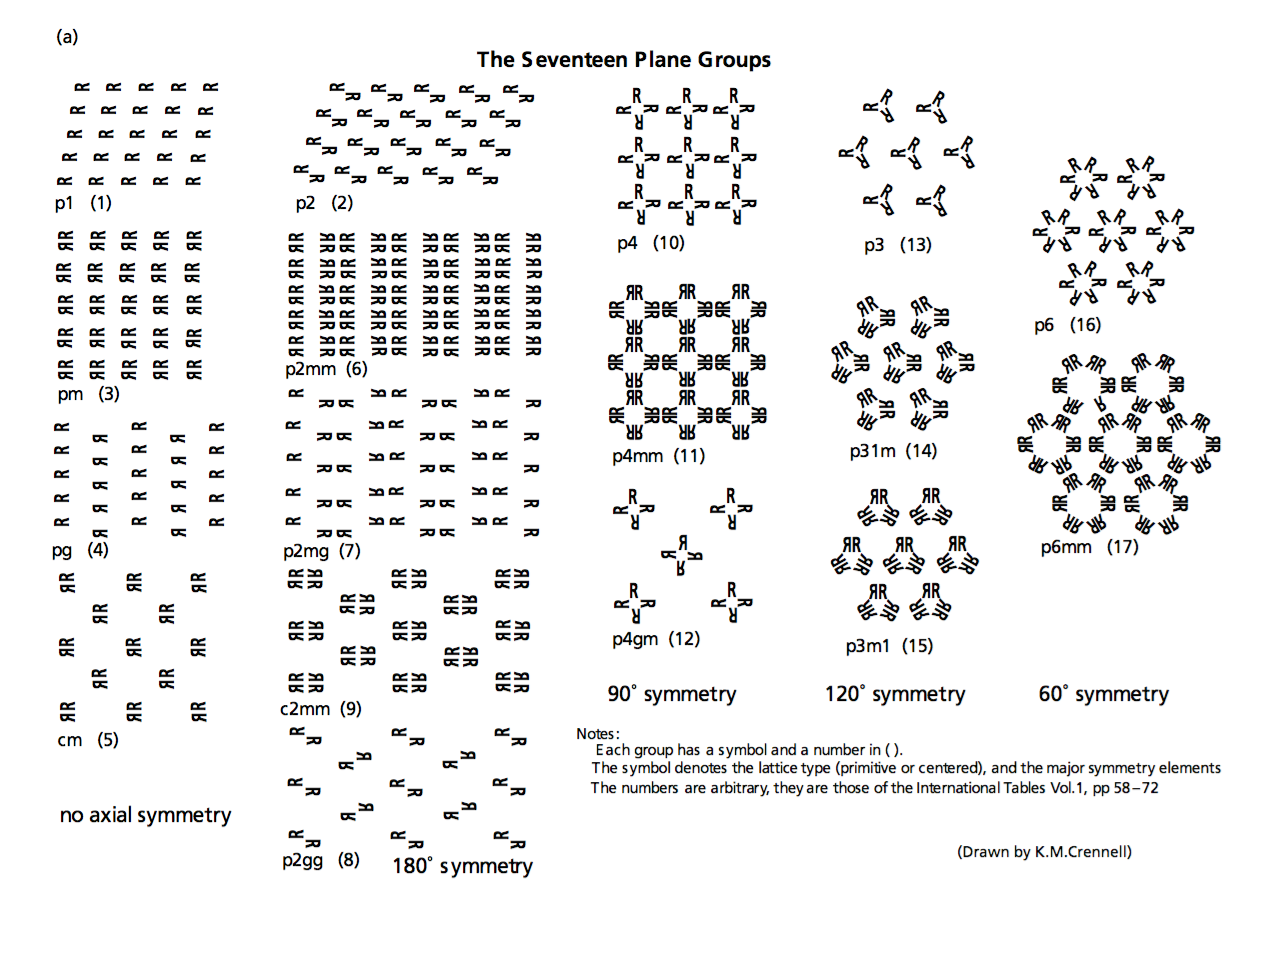 (a)
The Seventeen Plane Groups
p1 (1)
p2 (2)
p4 (10)
p3 (13)
p6 (16)
pm (3)
p2mm (6)
p4mm (11)
p31m (14)
p6mm (17)
pg (4)
p2mg (7)
p4gm (12)
p3m1 (15)
cm (5)
c2mm (9)
p2gg (8)
no axial symmetry
180° symmetry
90° symmetry
120° symmetry
60° symmetry
Notes:
Each group has a symbol and a number in ( ).
The symbol denotes the lattice type (primitive or centered), and the major symmetry elements
The numbers are arbitrary, they are those of the International Tables Vol.1, pp 58–72
(Drawn by K.M.Crennell)